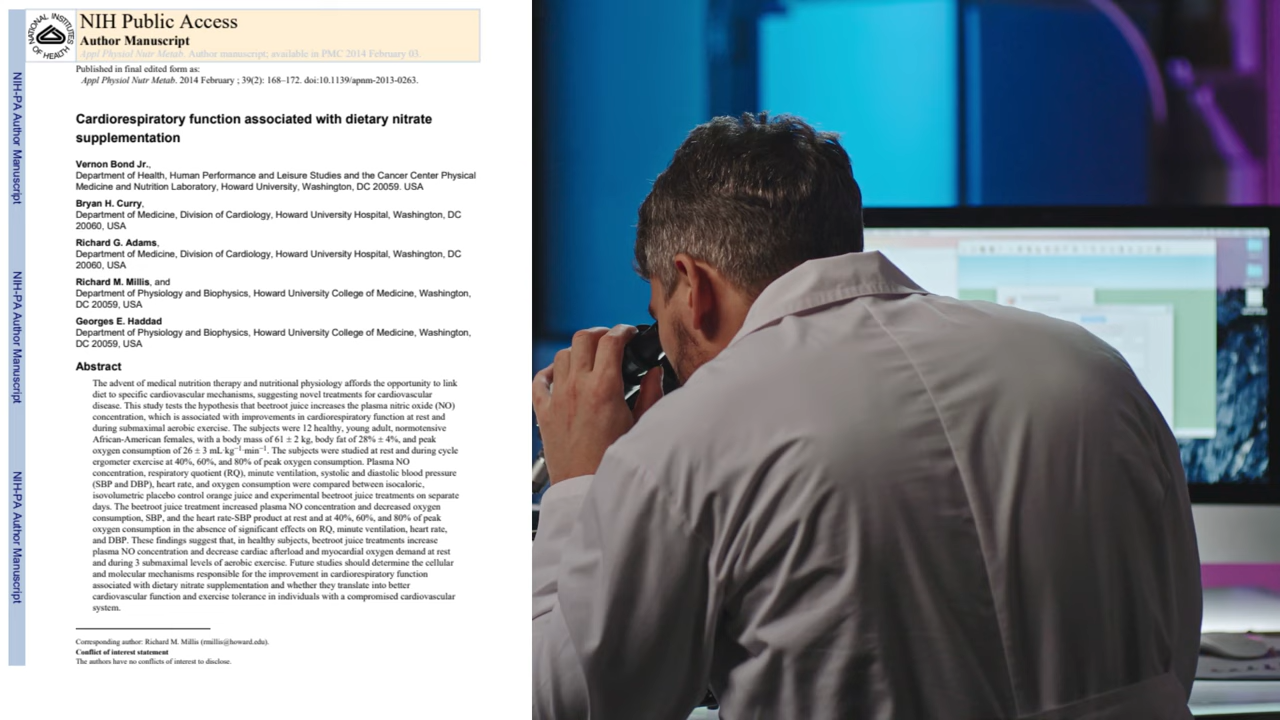 NATIONAL INSTITUTES OF HEALTH
NIH Public Access
Author Manuscript
Appl Physiol Nutr Metab. Author manuscript; available in PMC 2014 February 03.
Published in final edited form as:
Appl Physiol Nutr Metab. 2014 February ; 39(2): 168–172. doi:10.1139/apnm-2013-0263.
Cardiorespiratory function associated with dietary nitrate
supplementation
Vernon Bond Jr.,
Department of Health, Human Performance and Leisure Studies and the Cancer Center Physical
Medicine and Nutrition Laboratory, Howard University, Washington, DC 20059. USA
Bryan H. Curry,
Department of Medicine, Division of Cardiology, Howard University Hospital, Washington, DC
20060, USA
Richard G. Adams,
Department of Medicine, Division of Cardiology, Howard University Hospital, Washington, DC
20060, USA
Richard M. Millis, and
Department of Physiology and Biophysics, Howard University College of Medicine, Washington,
DC 20059, USA
Georges E. Haddad
Department of Physiology and Biophysics, Howard University College of Medicine, Washington,
DC 20059, USA
Abstract
The advent of medical nutrition therapy and nutritional physiology affords the opportunity to link
diet to specific cardiovascular mechanisms, suggesting novel treatments for cardiovascular
disease. This study tests the hypothesis that beetroot juice increases the plasma nitric oxide (NO)
concentration, which is associated with improvements in cardiorespiratory function at rest and
during submaximal aerobic exercise. The subjects were 12 healthy, young adult, normotensive
African-American females, with a body mass of 61 ± 2 kg, body fat of 28% ± 4%, and peak
oxygen consumption of 26 ± 3 mL·kg⁻¹·min⁻¹. The subjects were studied at rest and during cycle
ergometer exercise at 40%, 60%, and 80% of peak oxygen consumption. Plasma NO
concentration, respiratory quotient (RQ), minute ventilation, systolic and diastolic blood pressure
(SBP and DBP), heart rate, and oxygen consumption were compared between isocaloric,
isovolumetric placebo control orange juice and experimental beetroot juice treatments on separate
days. The beetroot juice treatment increased plasma NO concentration and decreased oxygen
consumption, SBP, and the heart rate-SBP product at rest and at 40%, 60%, and 80% of peak
oxygen consumption in the absence of significant effects on RQ, minute ventilation, heart rate,
and DBP. These findings suggest that, in healthy subjects, beetroot juice treatments increase
plasma NO concentration and decrease cardiac afterload and myocardial oxygen demand at rest
and during 3 submaximal levels of aerobic exercise. Future studies should determine the cellular
and molecular mechanisms responsible for the improvement in cardiorespiratory function
associated with dietary nitrate supplementation and whether they translate into better
cardiovascular function and exercise tolerance in individuals with a compromised cardiovascular
system.
Corresponding author: Richard M. Millis (rmillis@howard.edu).
Conflict of interest statement
The authors have no conflicts of interest to disclose.
NIH-PA Author Manuscript
NIH-PA Author Manuscript
NIH-PA Author Manuscript